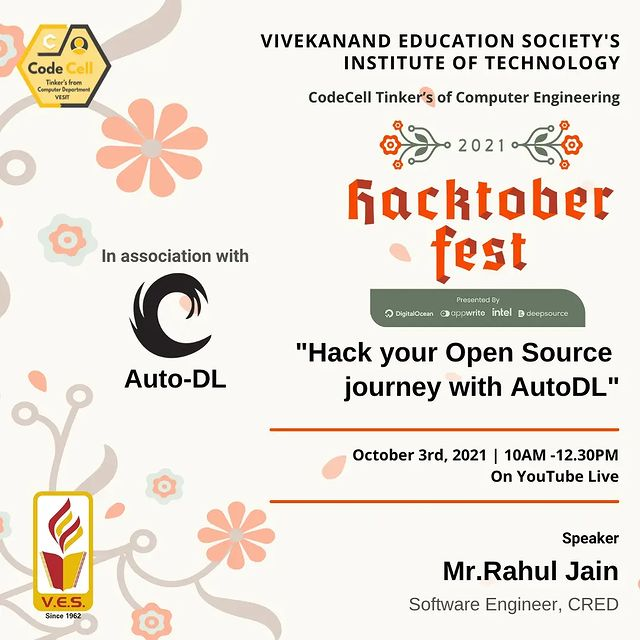 Code Cell
Tinker's from
Computer Department
VESIT
VIVEKANAND EDUCATION SOCIETY'S
INSTITUTE OF TECHNOLOGY
CodeCell Tinker's of Computer Engineering
2021
hacktober
fest
Presented By
DigitalOcean appwrite intel deepsource
In association with
Auto-DL
"Hack your Open Source
journey with AutoDL"
October 3rd, 2021 | 10AM -12.30PM
On YouTube Live
Speaker
Mr.Rahul Jain
Software Engineer, CRED
V.E.S.
Since 1962